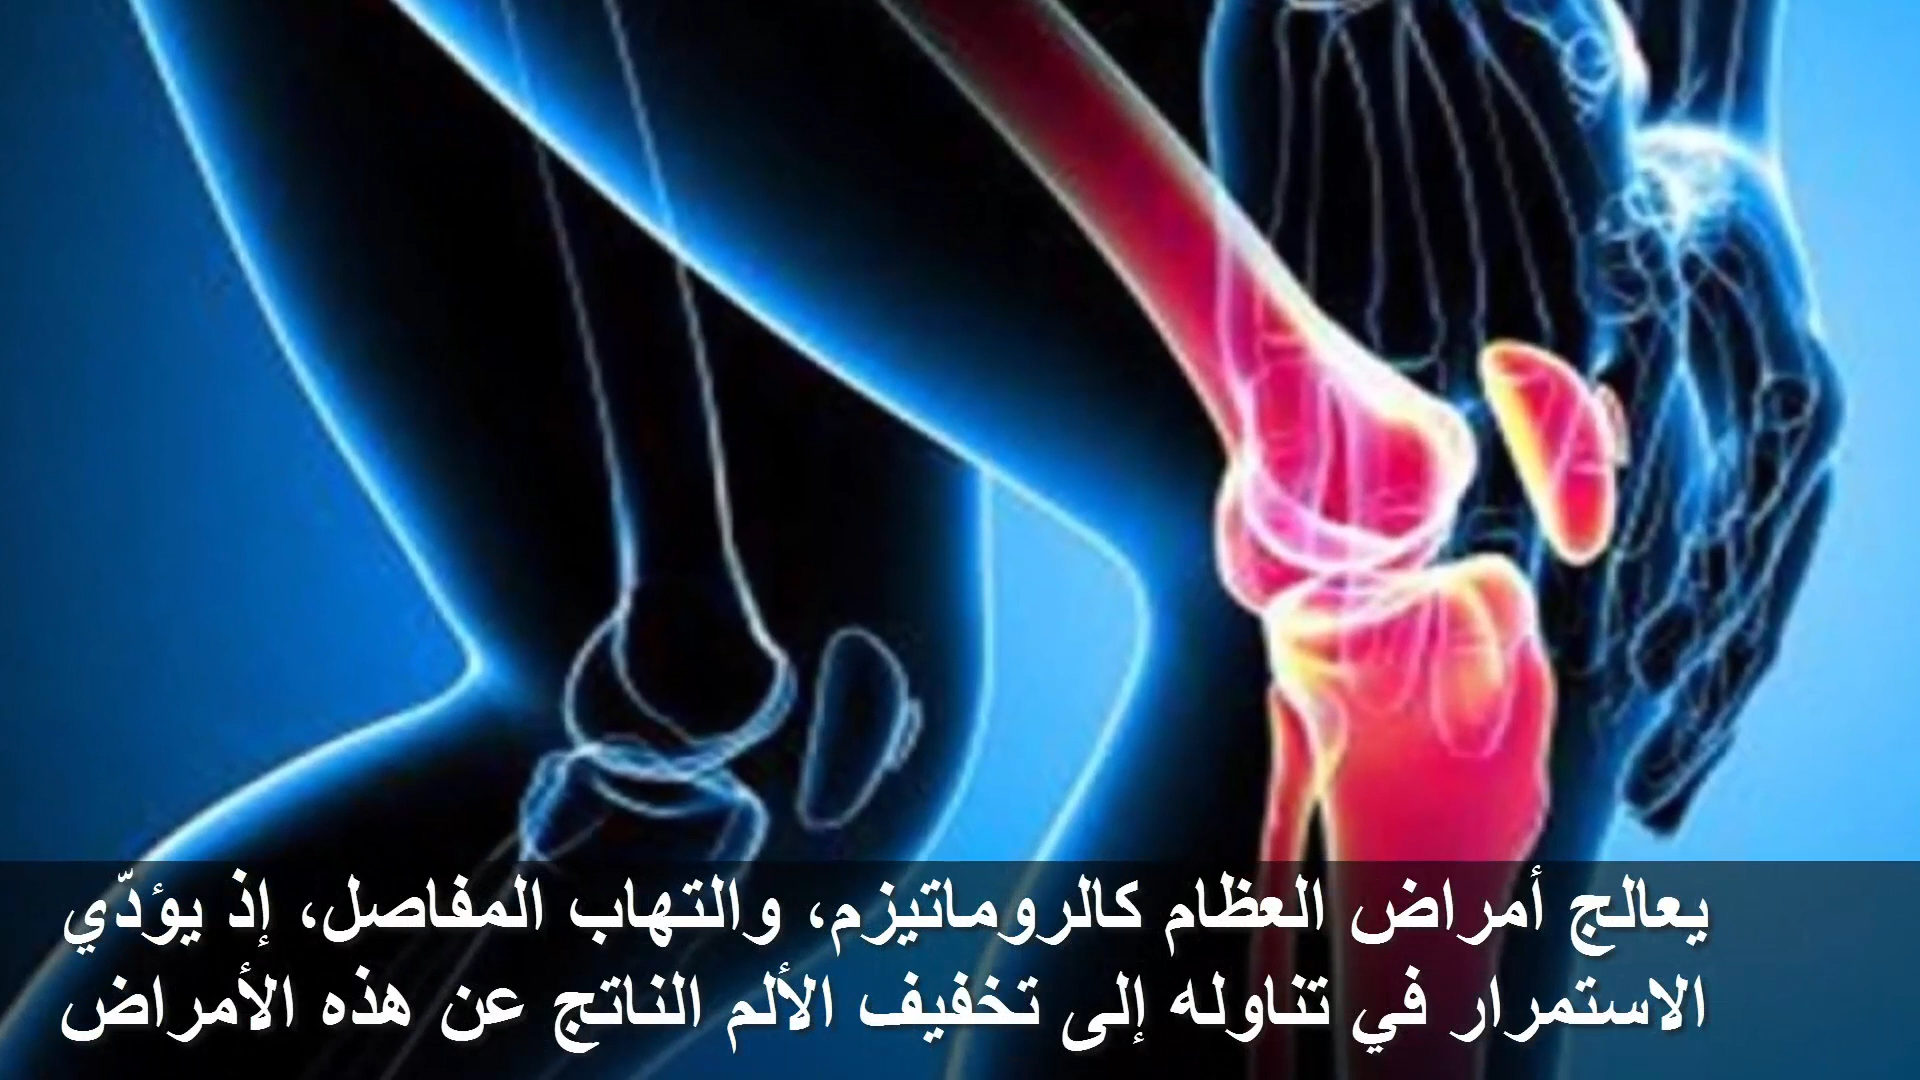 يعالج أمراض العظام كالروماتيزم، والتهاب المفاصل، إذ يؤدّي
الاستمرار في تناوله إلى تخفيف الألم الناتج عن هذه الأمراض